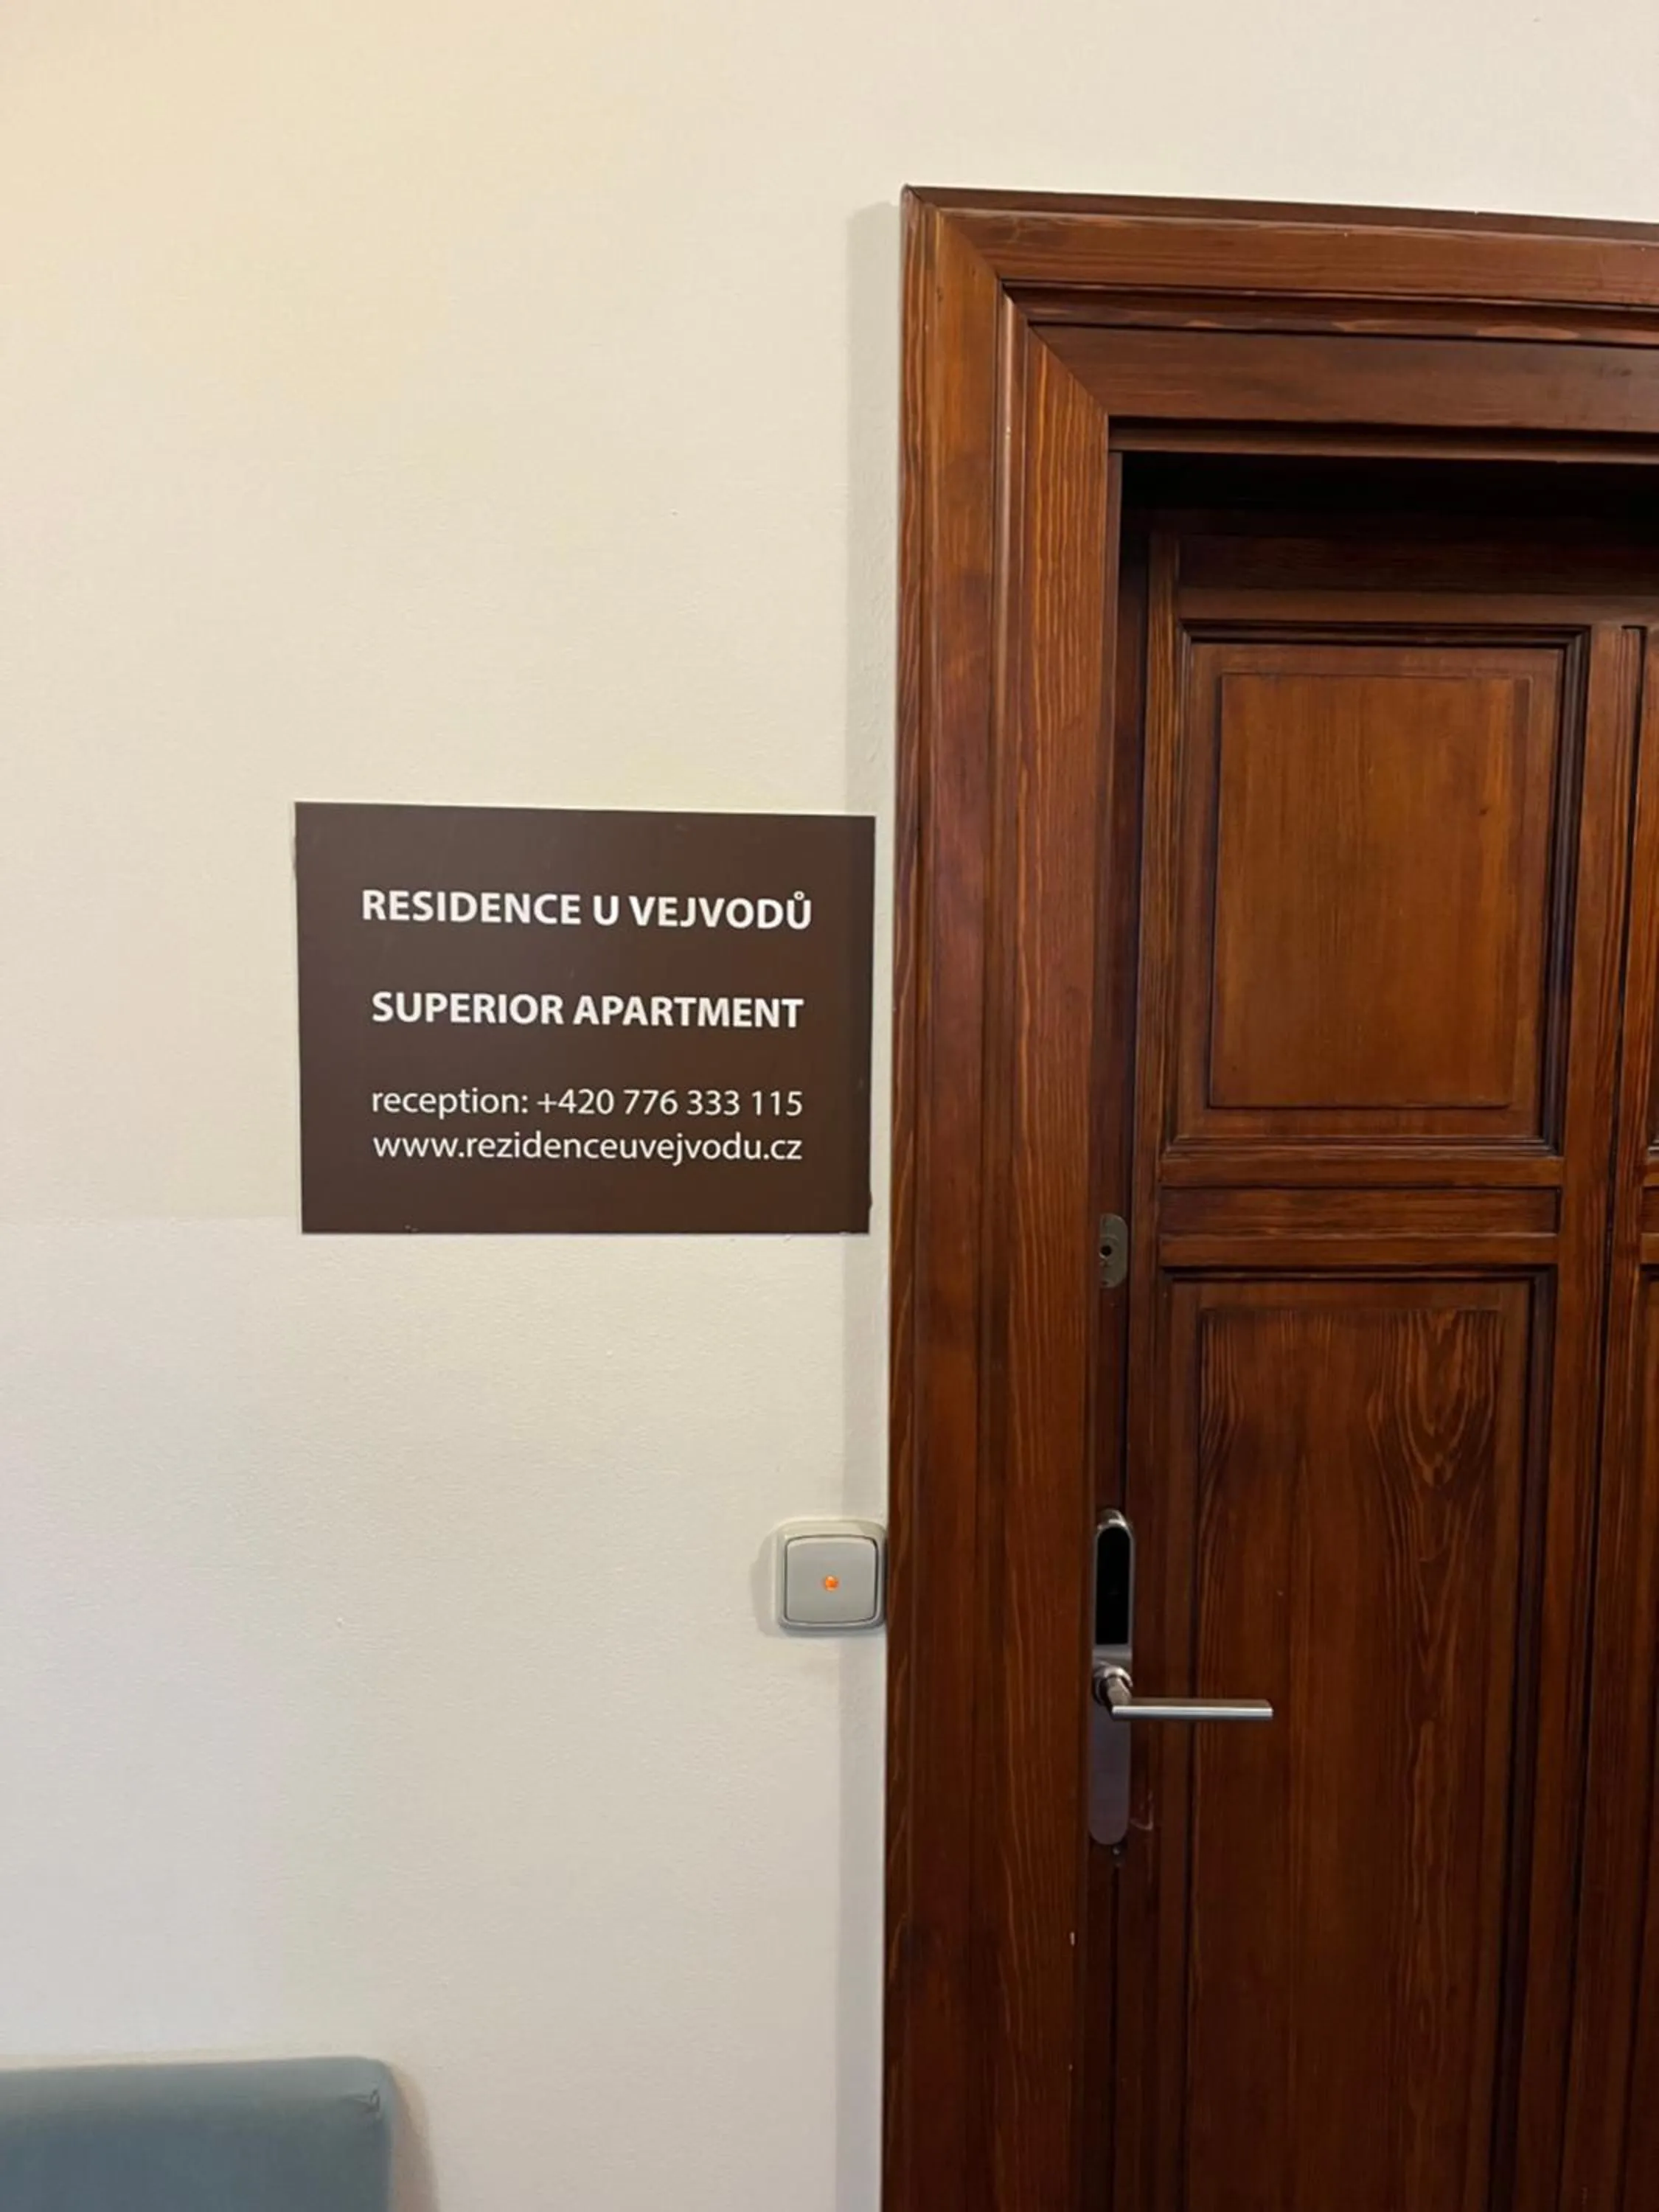 RESIDENCE U VEJVODŮ
SUPERIOR APARTMENT
reception: +420 776 333 115
www.rezidenceuvejvodu.cz